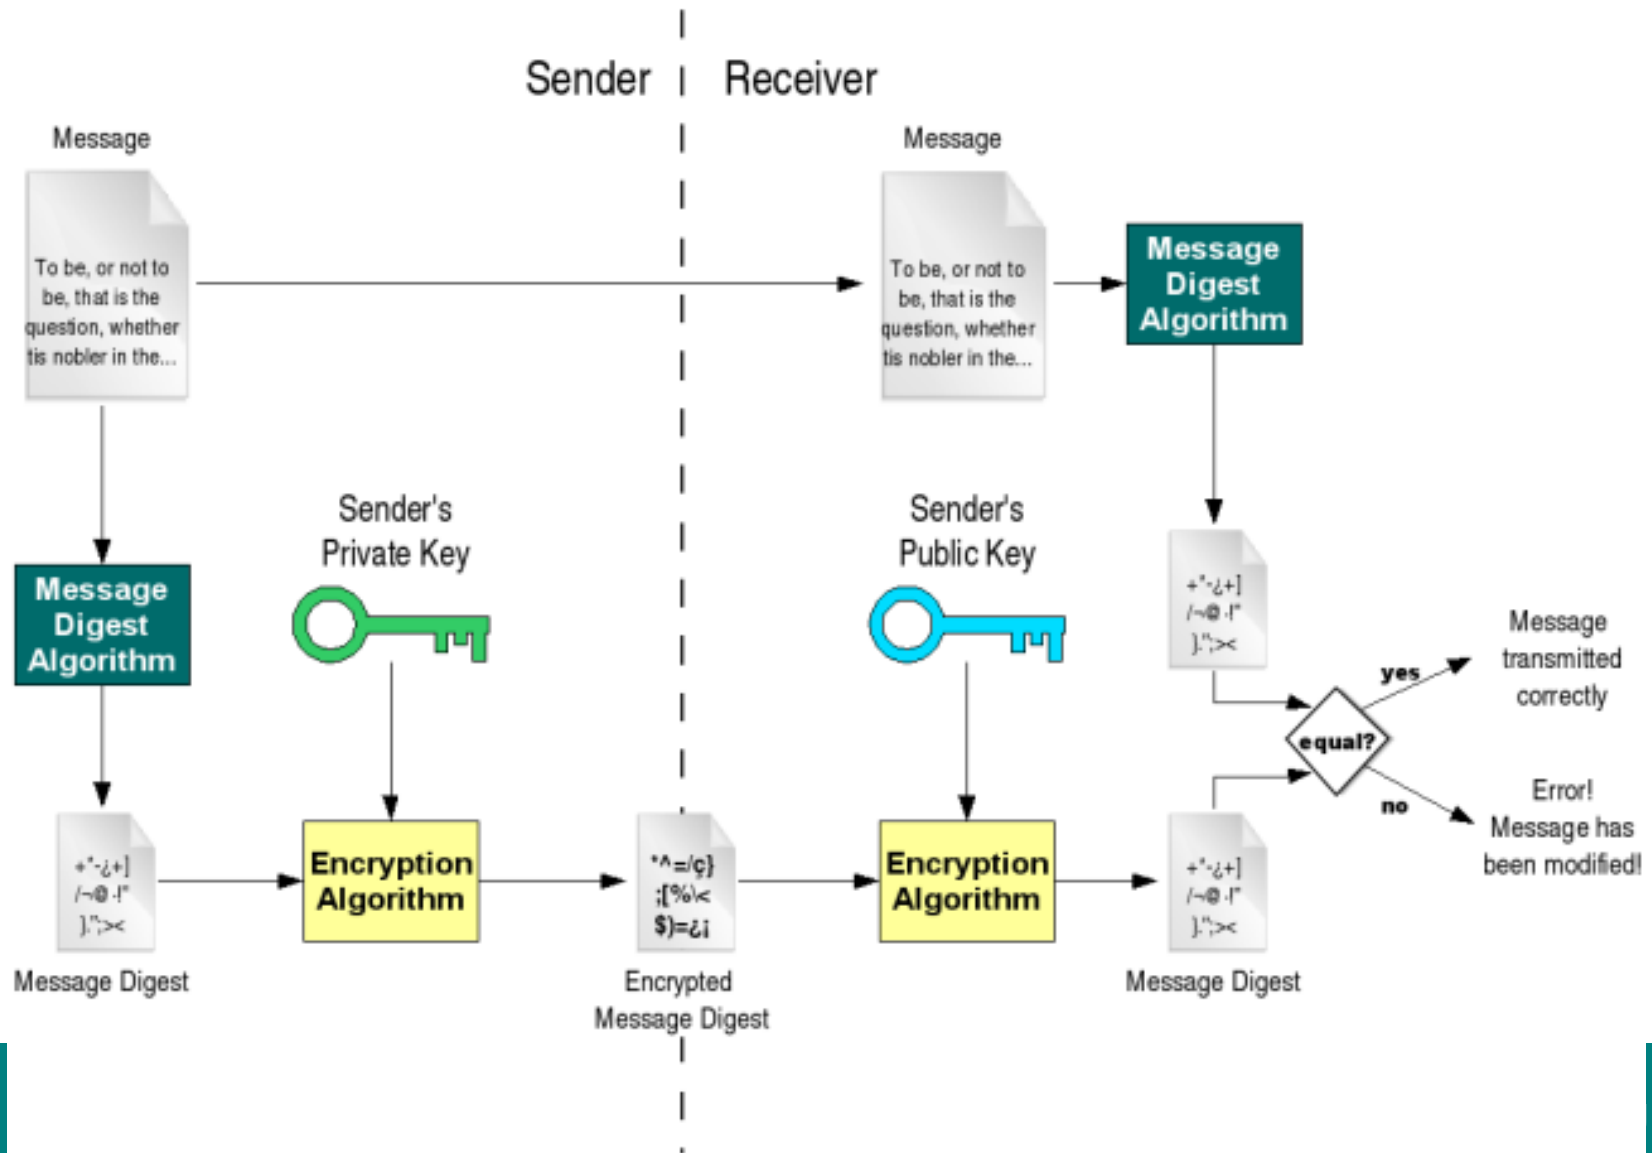 Sender
Receiver
Message
To be, or not to
be, that is the
question, whether
tis nobler in the...
Message
To be, or not to
be, that is the
question, whether
tis nobler in the...
Message
Digest
Algorithm
Message
Digest
Algorithm
Sender's
Private Key
Sender's
Public Key
+*-¿+]
/¬@·!"
].";><
yes
equal?
no
Message
transmitted
correctly
Error!
Message has
been modified!
+*-¿+]
/¬@·!"
].";><
Message Digest
Encryption
Algorithm
*^=/ç}
;[%\<
$)=¿¡
Encrypted
Message Digest
Encryption
Algorithm
+*-¿+]
/¬@·!"
].";><
Message Digest